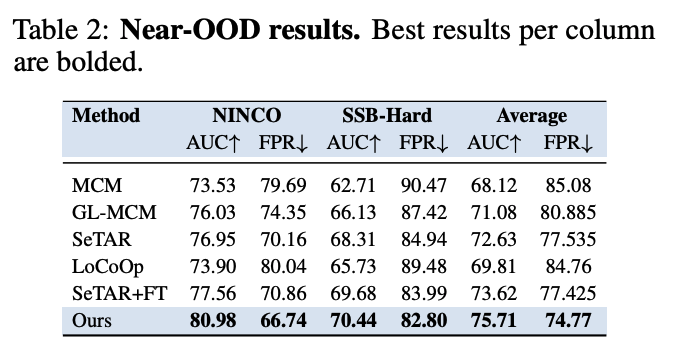 Table 2: Near-OOD results. Best results per column
are bolded.
Method NINCO SSB-Hard Average
AUC↑ FPR↓ AUC↑ FPR↓ AUC↑ FPR↓
MCM 73.53 79.69 62.71 90.47 68.12 85.08
GL-MCM 76.03 74.35 66.13 87.42 71.08 80.885
SeTAR 76.95 70.16 68.31 84.94 72.63 77.535
LoCoOp 73.90 80.04 65.73 89.48 69.81 84.76
SeTAR+FT 77.56 70.86 69.68 83.99 73.62 77.425
Ours 80.98 66.74 70.44 82.80 75.71 74.77